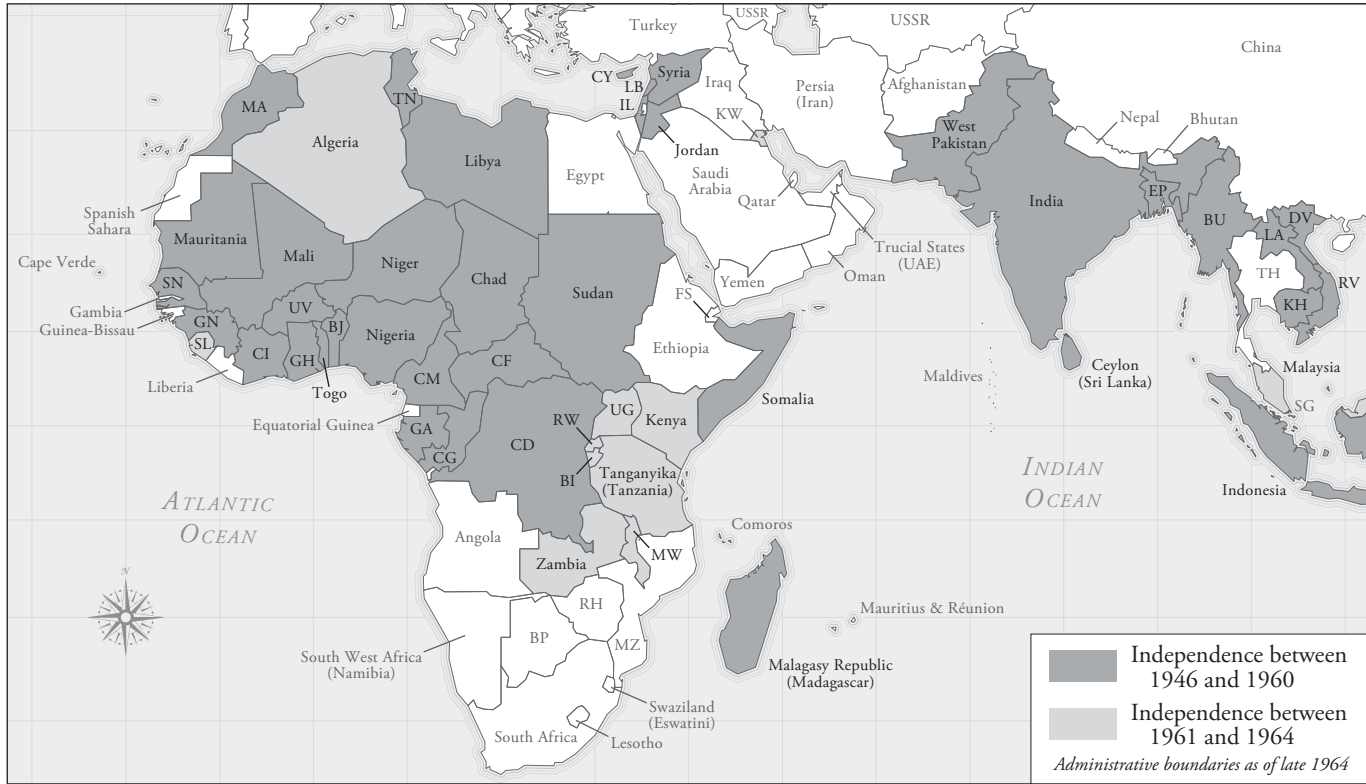 USSR
USSR
Turkey
China
CY
Syria
LB
IL
Iraq
Persia
(Iran)
Afghanistan
MA
TN
KW
West
Pakistan
Nepal
Bhutan
Algeria
Libya
Jordan
Egypt
Saudi
Arabia
Qatar
India
EP
BU
DV
LA
Spanish
Sahara
Mauritania
Mali
Niger
Chad
Sudan
Trucial States
(UAE)
Oman
Yemen
TH
RV
Cape Verde
SN
Gambia
Guinea-Bissau
GN
UV
BJ
Nigeria
FS
KH
SL
CI
GH
Togo
CF
CM
Ethiopia
Liberia
Maldives
Ceylon
(Sri Lanka)
Malaysia
SG
Somalia
Equatorial Guinea
GA
CG
CD
RW
UG
Kenya
BI
Tanganyika
(Tanzania)
Indian
Ocean
Indonesia
Atlantic
Ocean
Angola
Zambia
MW
Comoros
N
RH
BP
MZ
Mauritius & Réunion
South West Africa
(Namibia)
Malagasy Republic
(Madagascar)
Swaziland
(Eswatini)
South Africa
Lesotho
Independence between
1946 and 1960
Independence between
1961 and 1964
Administrative boundaries as of late 1964